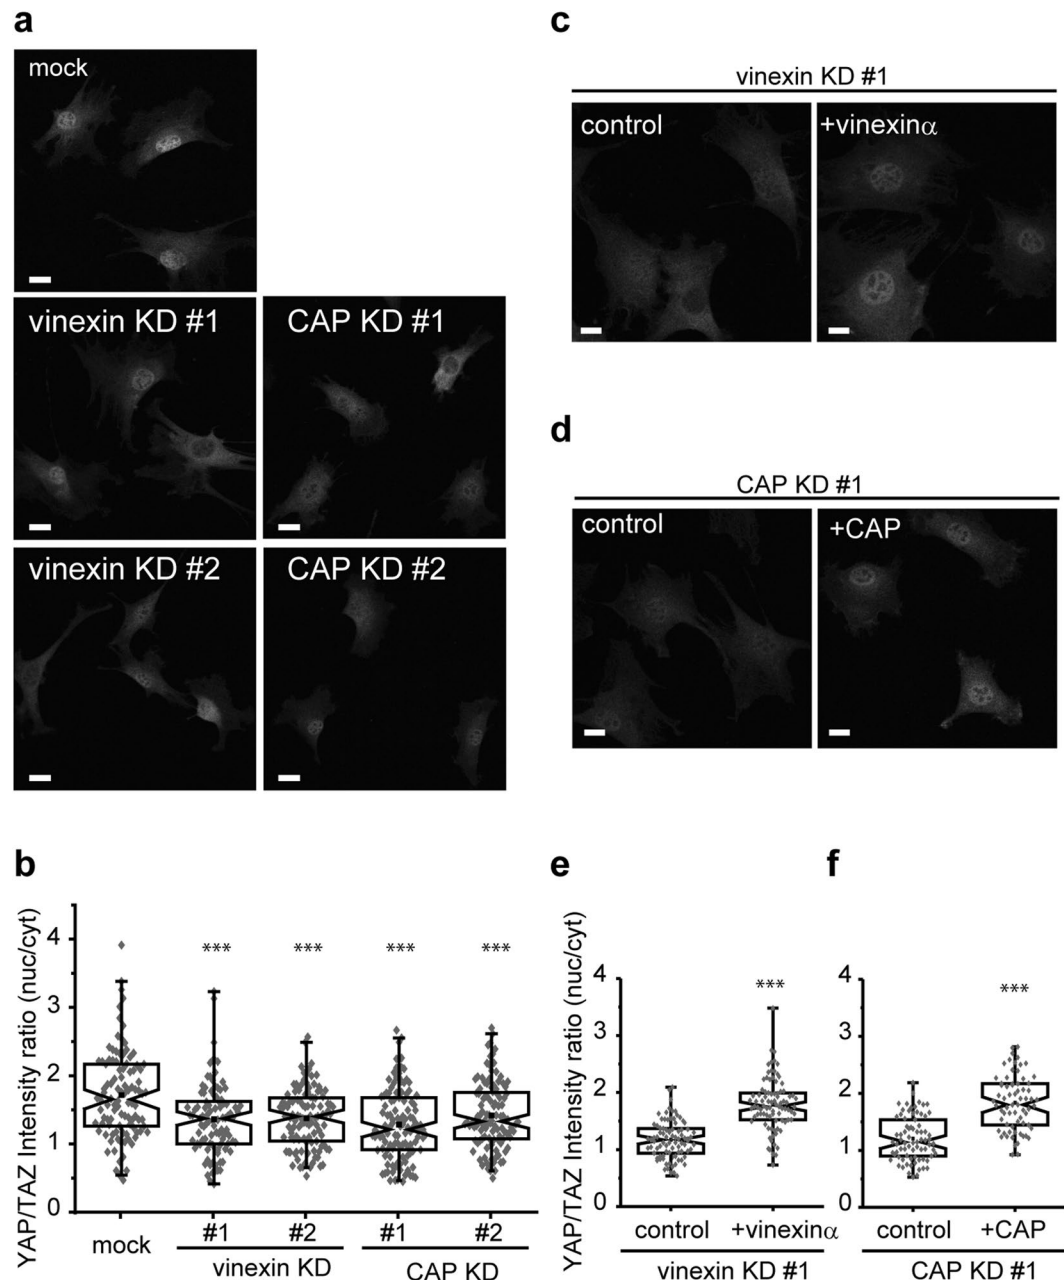 a
mock
vinexin KD #1
CAP KD #1
vinexin KD #2
CAP KD #2
c
vinexin KD #1
control
+vinexinα
d
CAP KD #1
control
+CAP
b
YAP/TAZ Intensity ratio (nuc/cyt)
4
3
2
1
0
***
***
***
***
mock
#1
#2
#1
#2
vinexin KD
CAP KD
e
YAP/TAZ Intensity ratio (nuc/cyt)
4
3
2
1
0
***
control
+vinexinα
vinexin KD #1
f
4
3
2
1
0
***
control
+CAP
CAP KD #1